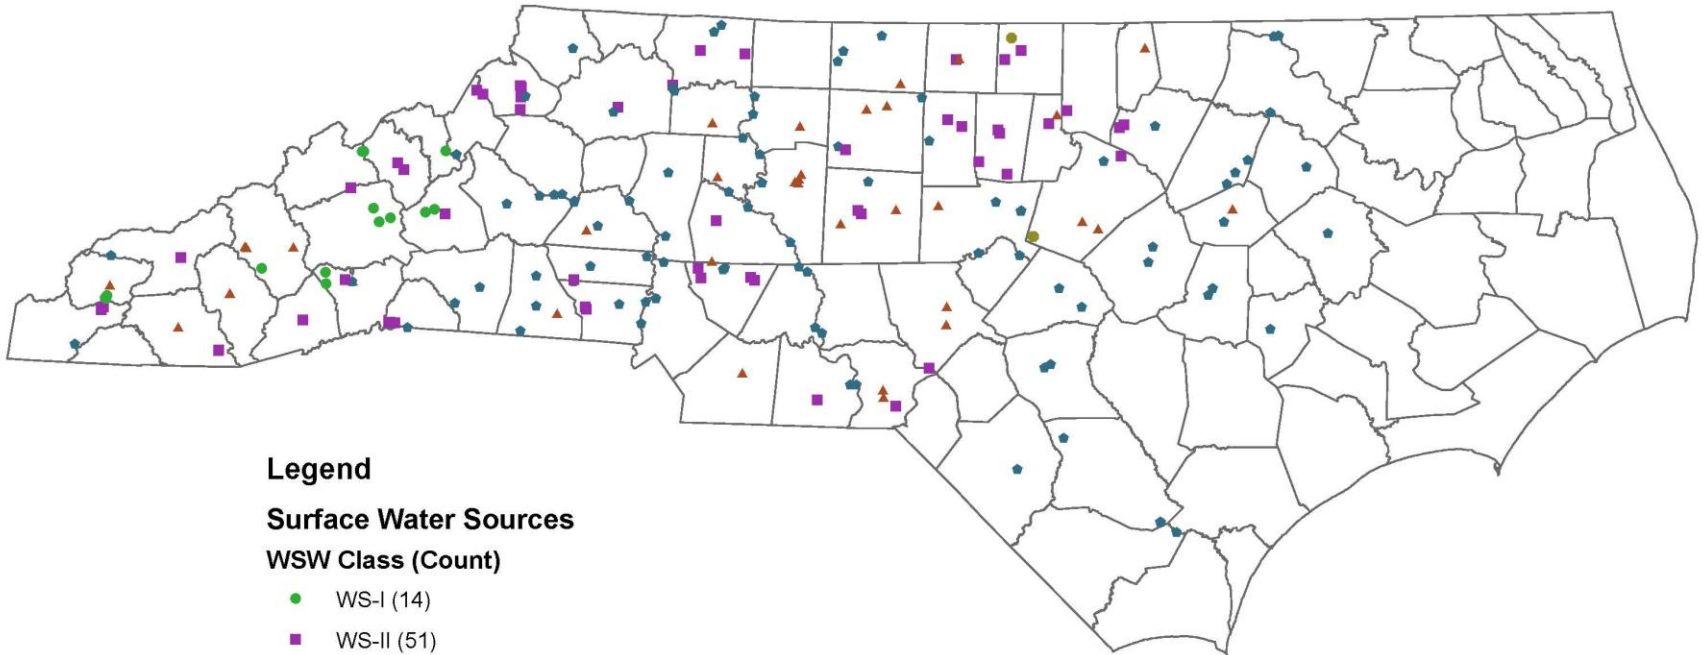 Legend
Surface Water Sources
WSW Class (Count)
WS-I (14)
WS-II (51)